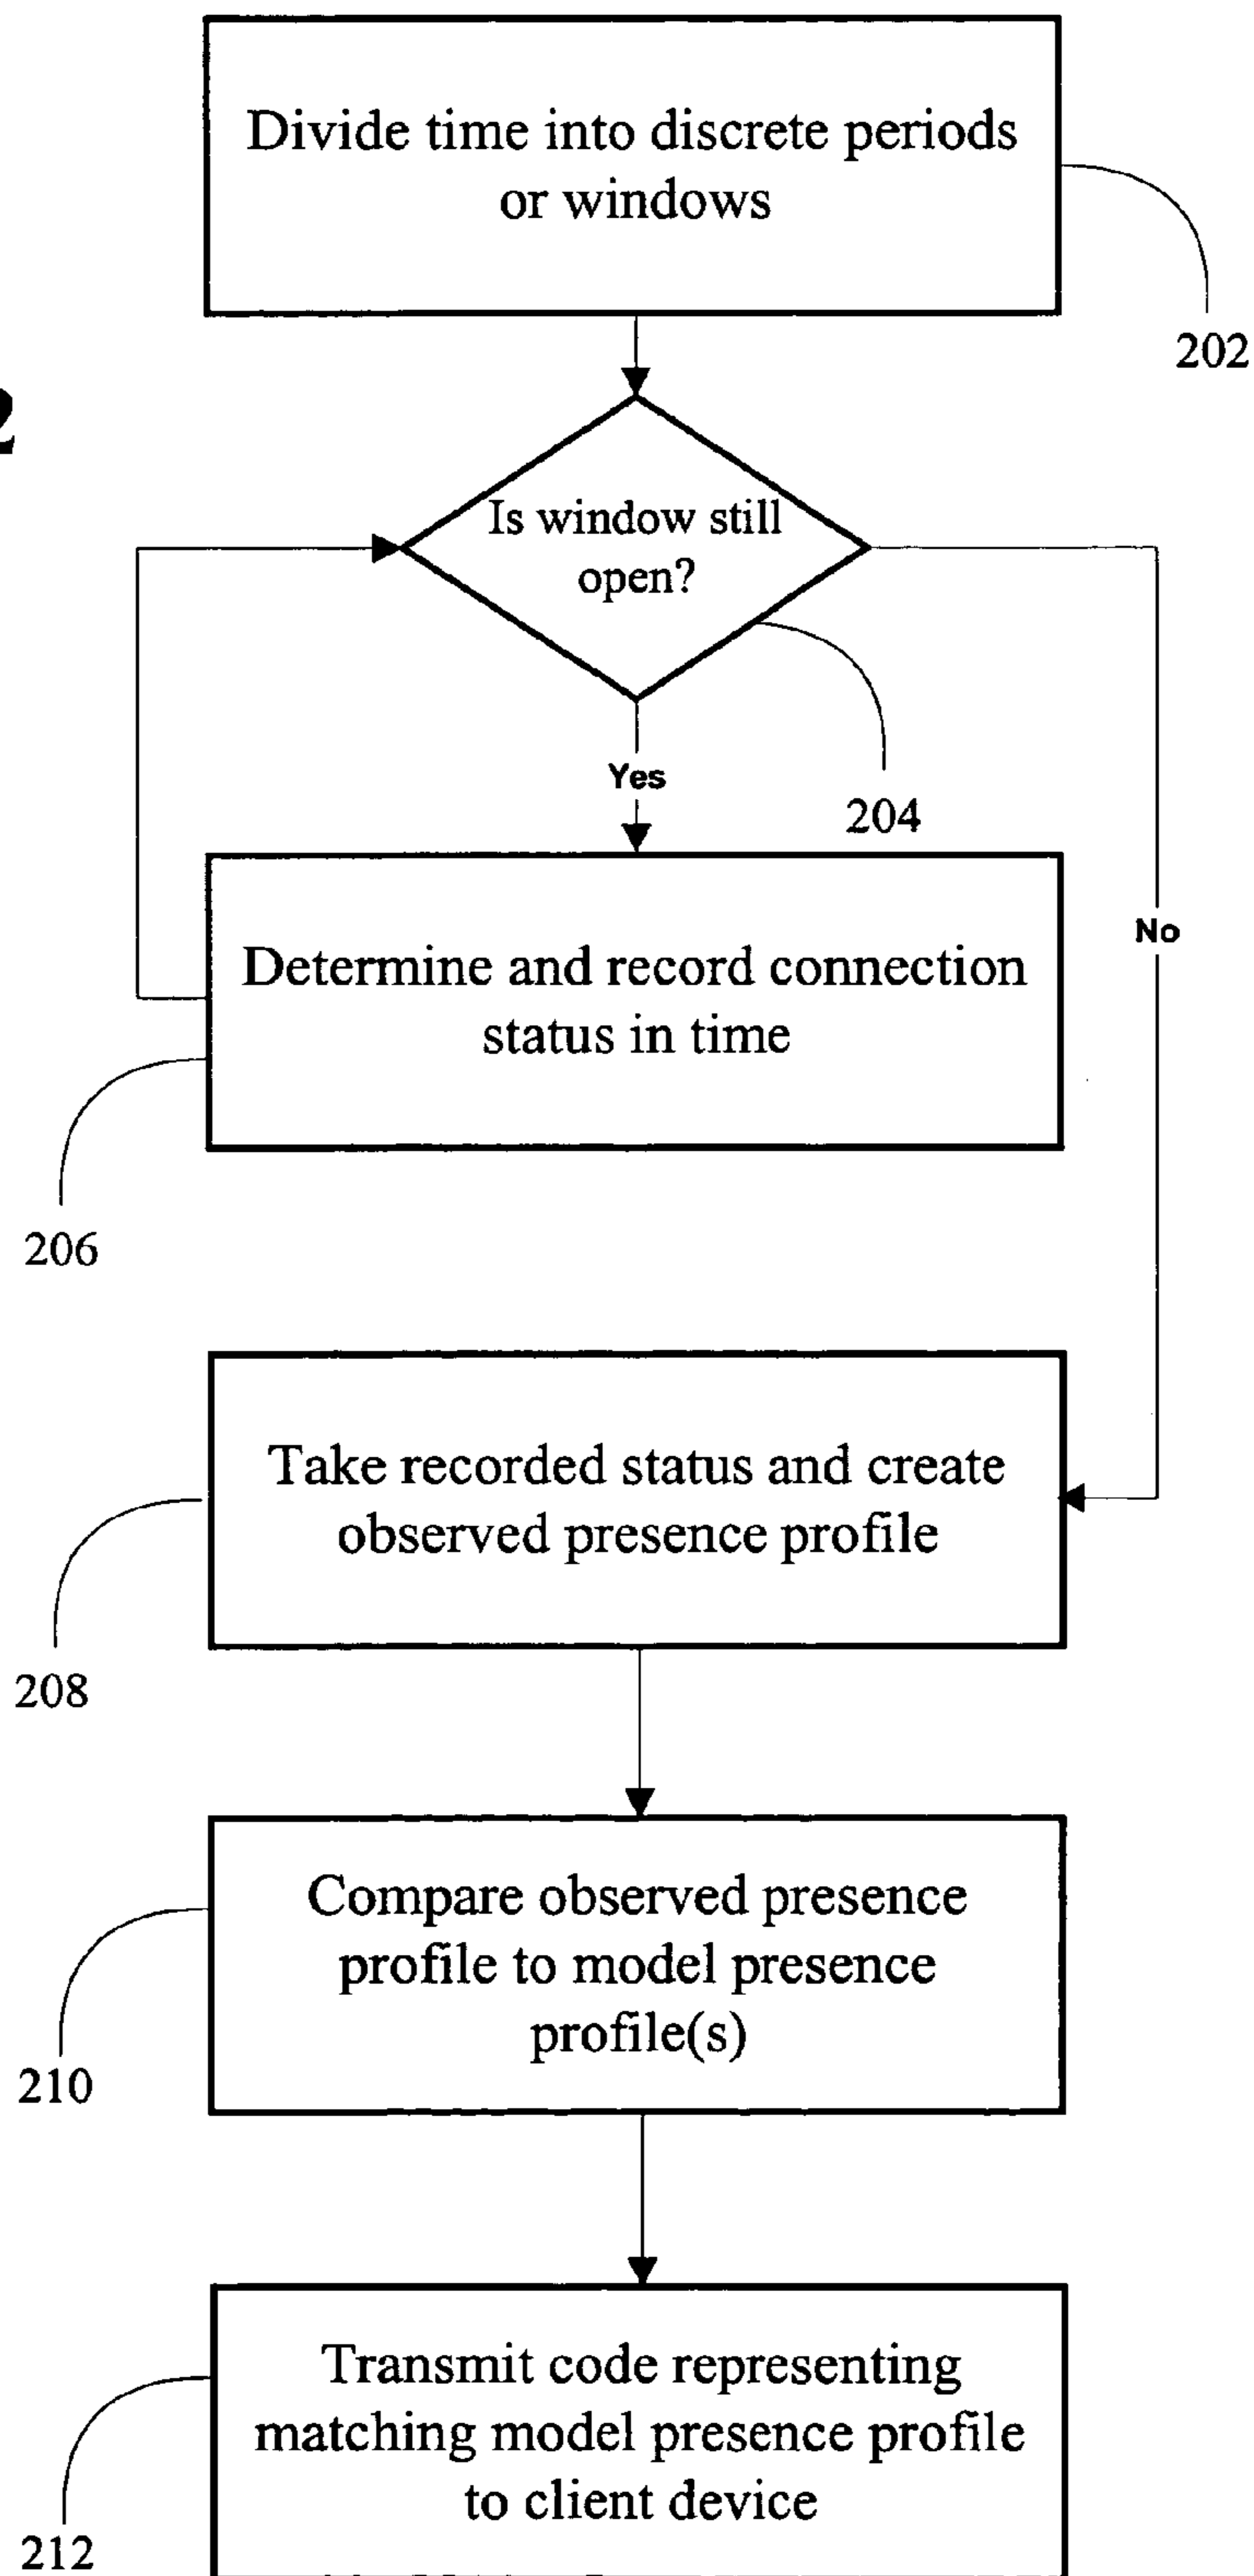 Divide time into discrete periods
or windows
202
2
Is window still
open?
Yes
204
No
Determine and record connection
status in time
206
Take recorded status and create
observed presence profile
208
Compare observed presence
profile to model presence
profile(s)
210
Transmit code representing
matching model presence profile
to client device
212